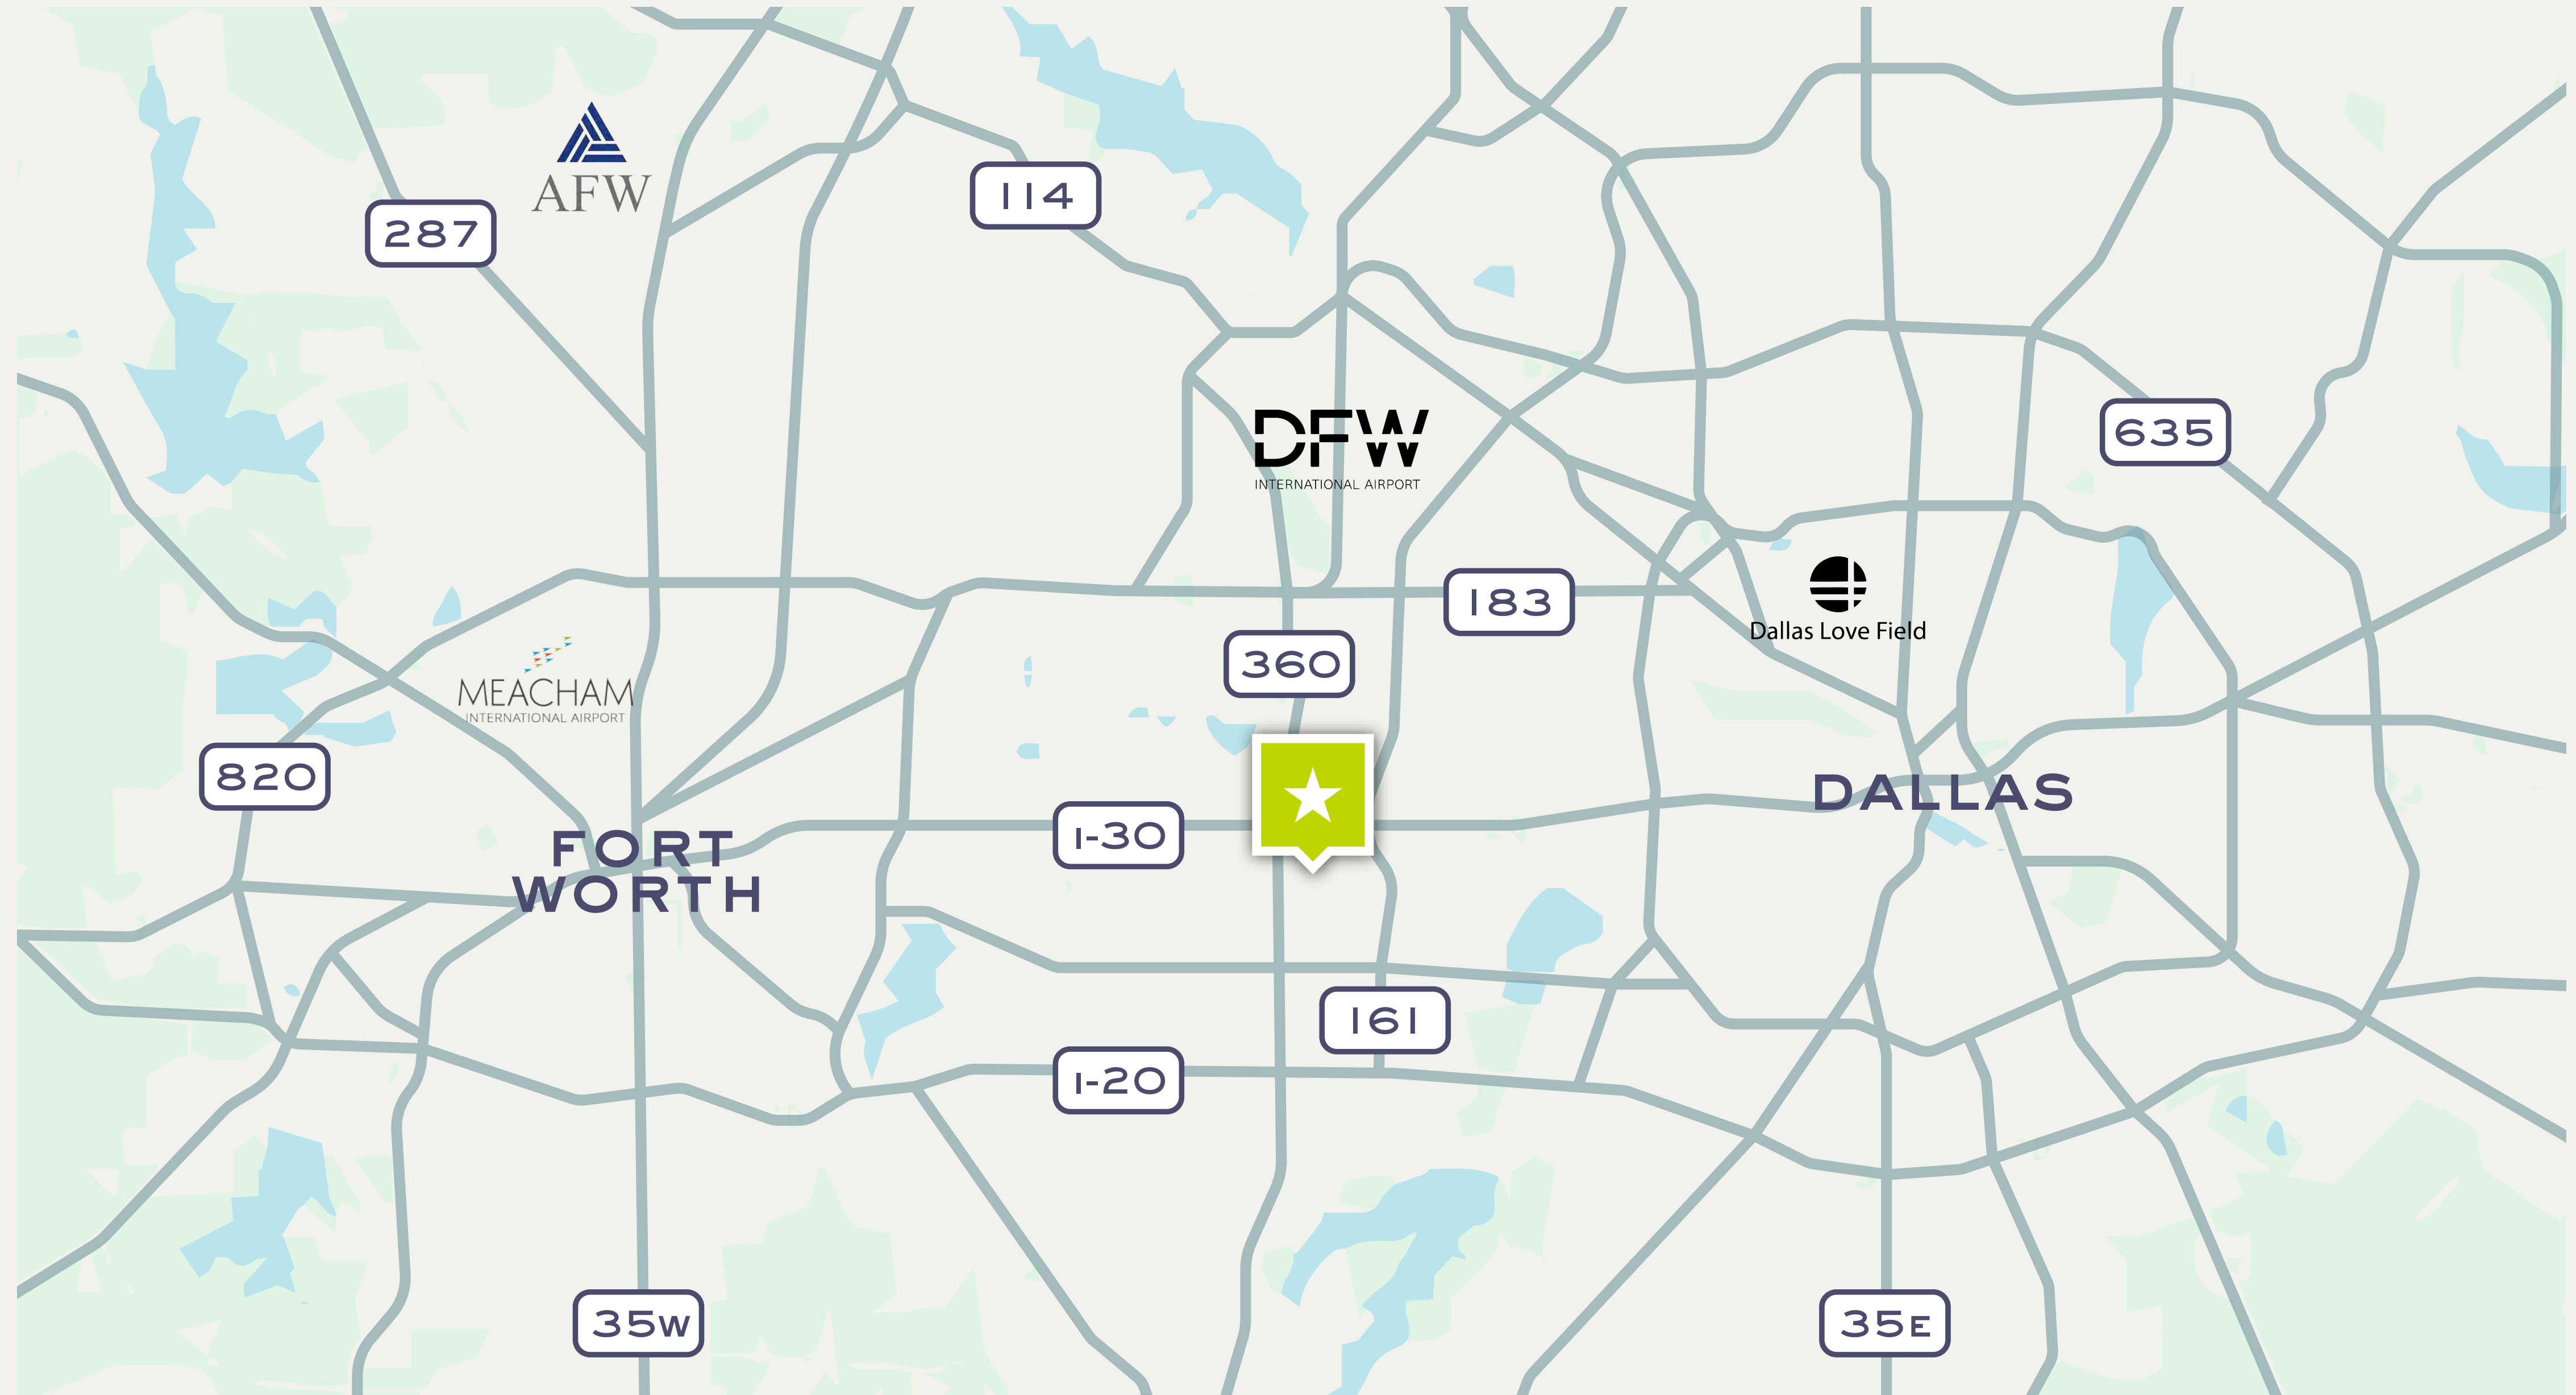 AFW
114
287
DFW
INTERNATIONAL AIRPORT
635
183
Dallas Love Field
360
MEACHAM
INTERNATIONAL AIRPORT
820
I-30
DALLAS
FORT
WORTH
161
I-20
35W
35E